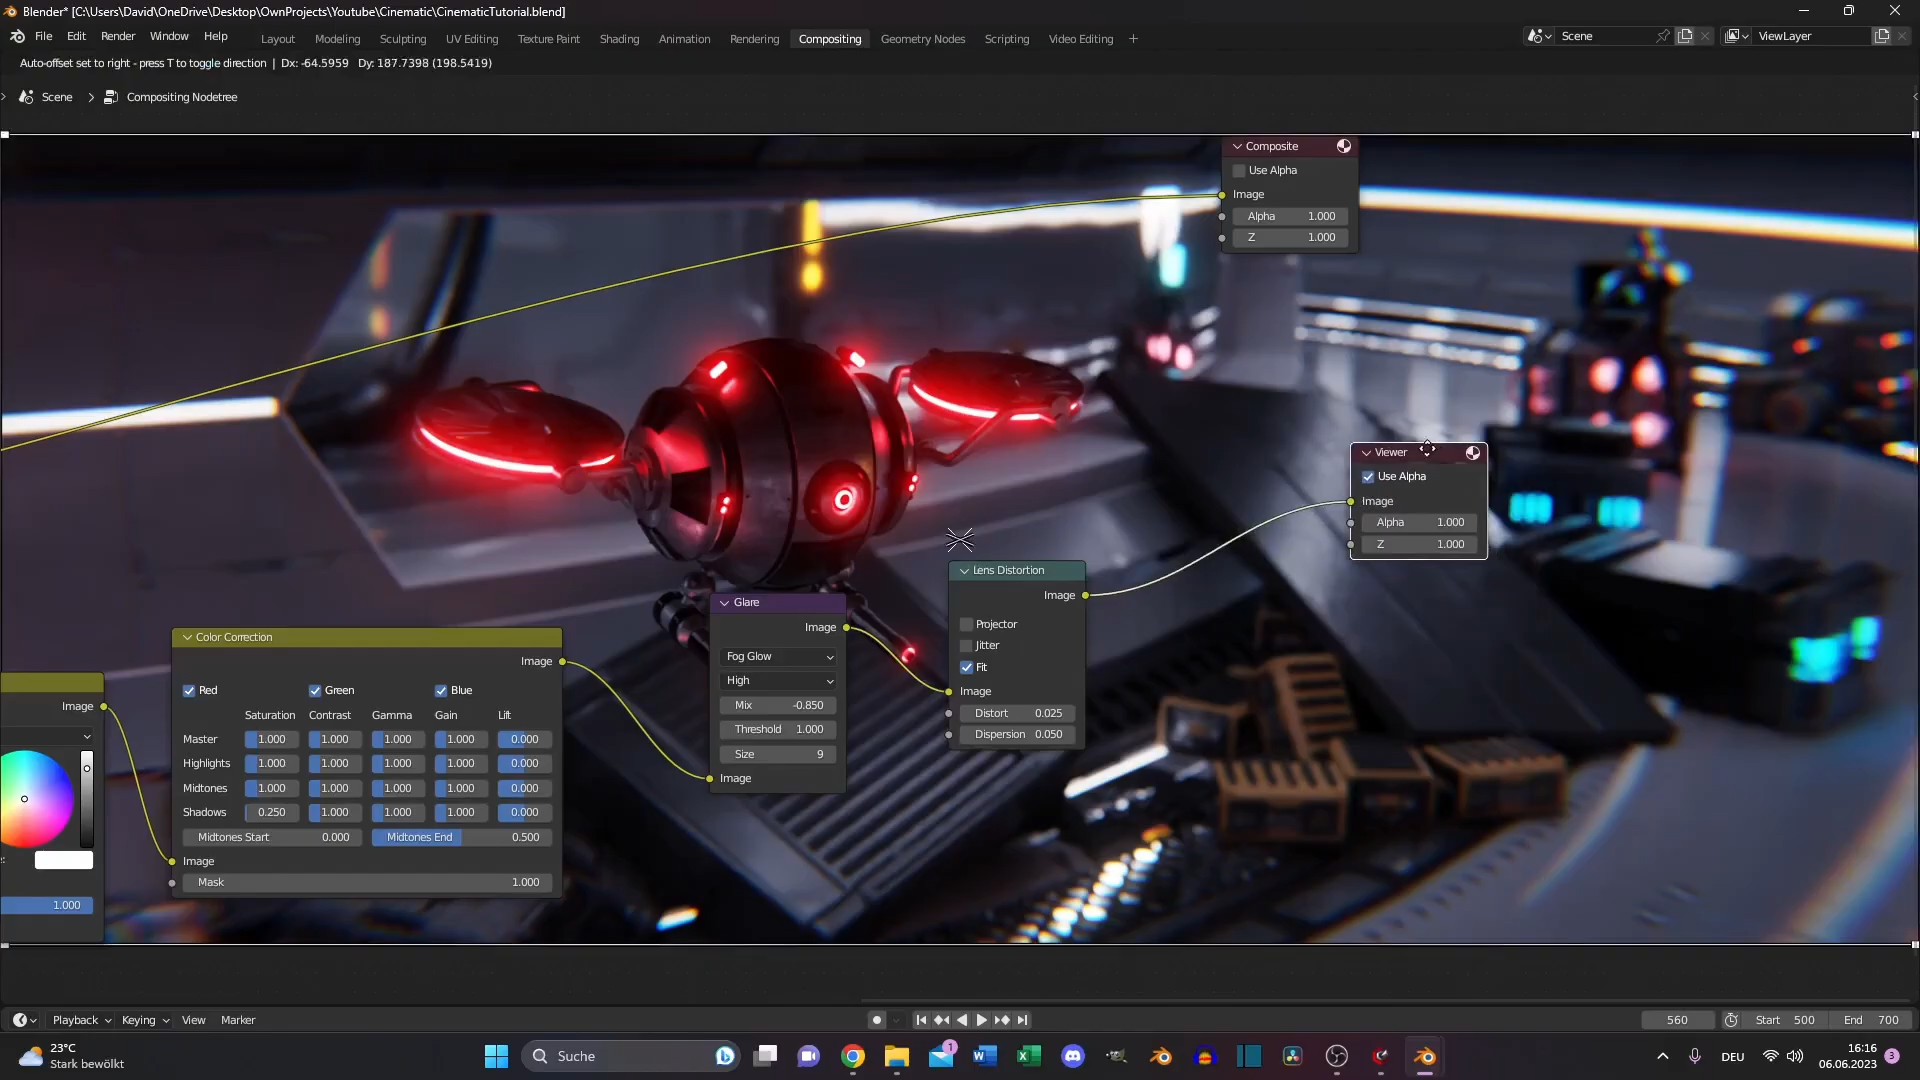 Blender* [C:\Users\David\OneDrive\Desktop\OwnProjects\Youtube\Cinematic\CinematicTutorial.blend]
File Edit Render Window Help Layout Modeling Sculpting UV Editing Texture Paint Shading Animation Rendering Compositing Geometry Nodes Scripting Video Editing + Scene ViewLayer
Auto-offset set to right - press T to toggle direction | Dx: -64.5959 Dy: 187.7398 (198.5419)
Scene > Compositing Nodetree
Composite
Use Alpha
Image
Alpha 1.000
Z 1.000
Viewer
Use Alpha
Image
Alpha 1.000
Z 1.000
Lens Distortion
Image
Projector
Jitter
Fit
Image
Distort 0.025
Dispersion 0.050
Glare
Image
Fog Glow
High
Mix -0.850
Threshold 1.000
Size 9
Image
Color Correction
Image
Red Green Blue
Saturation Contrast Gamma Gain Lift
Master 1.000 1.000 1.000 1.000 0.000
Highlights 1.000 1.000 1.000 1.000 0.000
Midtones 1.000 1.000 1.000 1.000 0.000
Shadows 0.250 1.000 1.000 1.000 0.000
Midtones Start 0.000 Midtones End 0.500
Image
Mask 1.000
Image
1.000
Playback Keying View Marker 560 Start 500 End 700
23°C
Stark bewölkt
Suche
1
DEU
16:16
06.06.2023
3